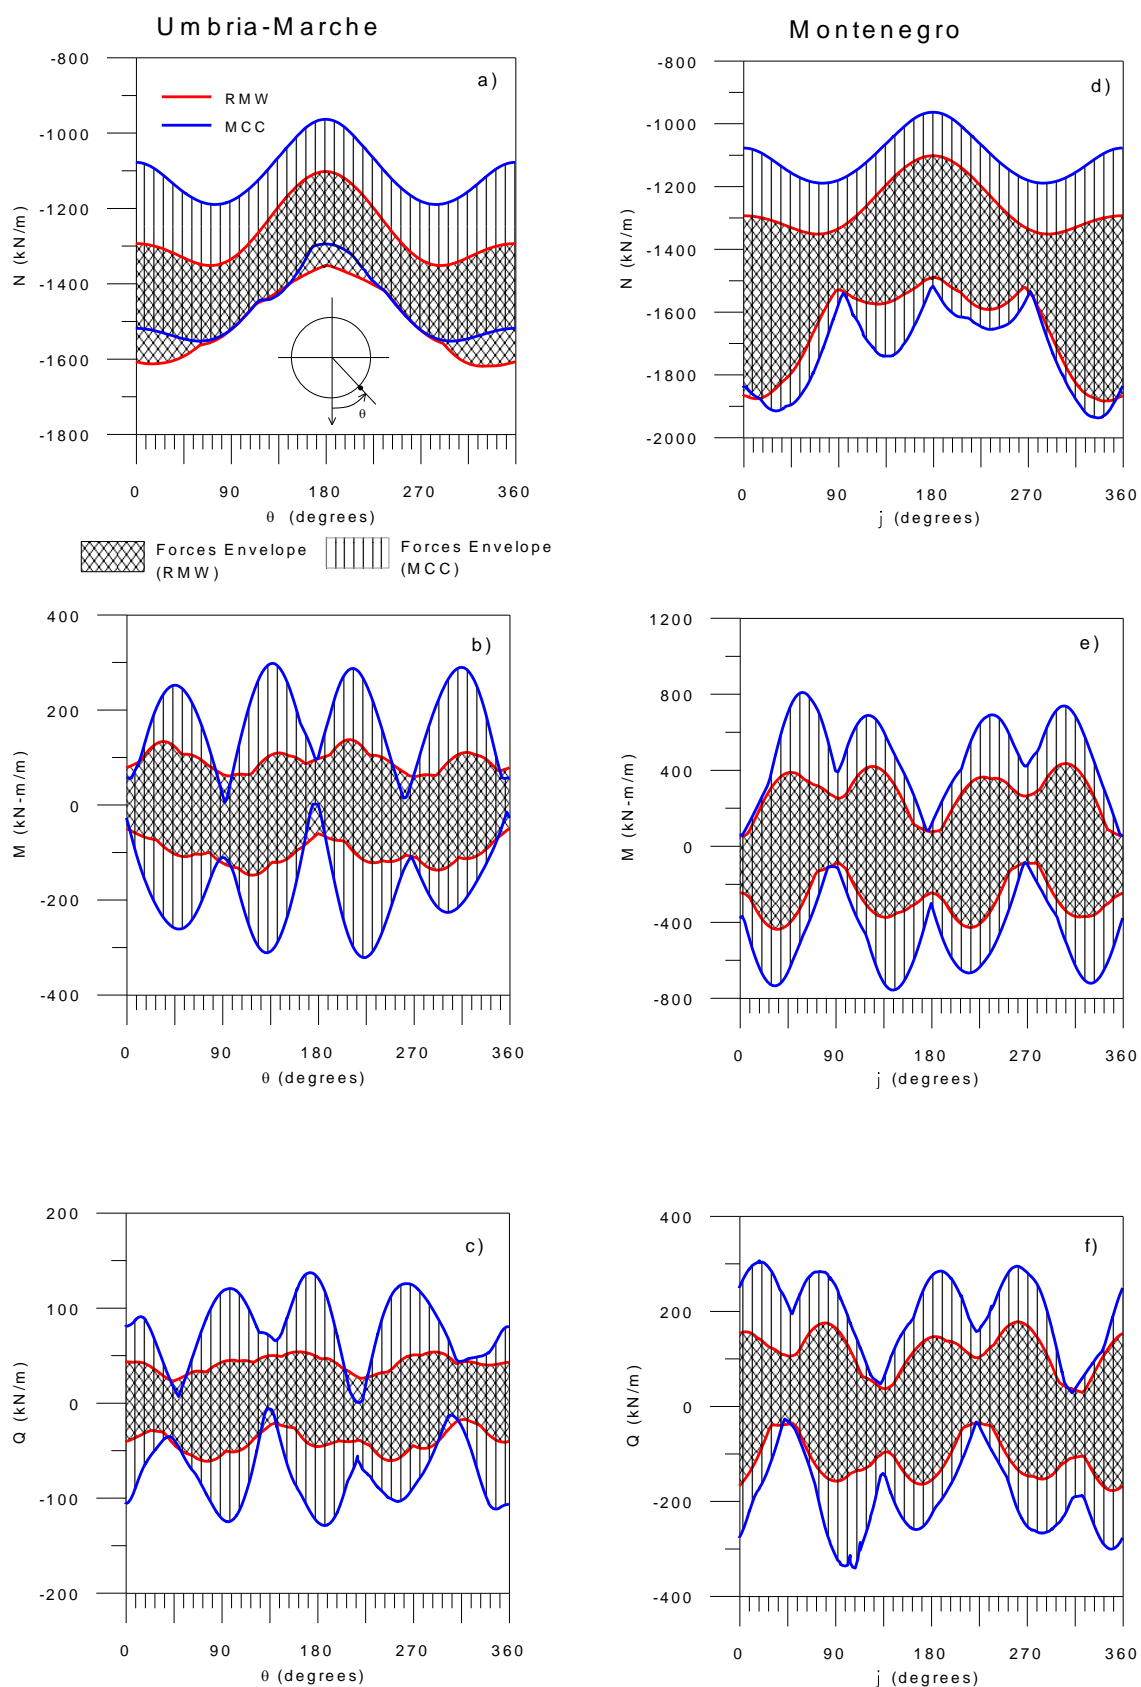 Umbria-Marche
Montenegro
-800
-1000
-1200
-1400
-1600
-1800
N (kN/m)
a)
RMW
MCC
θ
0 90 180 270 360
θ (degrees)
-800
-1000
-1200
-1400
-1600
-1800
-2000
N (kN/m)
d)
0 90 180 270 360
j (degrees)
Forces Envelope
(RMW)
Forces Envelope
(MCC)
400
200
0
-200
-400
M (kN-m/m)
b)
0 90 180 270 360
θ (degrees)
1200
800
400
0
-400
-800
M (kN-m/m)
e)
0 90 180 270 360
j (degrees)
200
100
0
-100
-200
Q (kN/m)
c)
0 90 180 270 360
θ (degrees)
400
200
0
-200
-400
Q (kN/m)
f)
0 90 180 270 360
j (degrees)